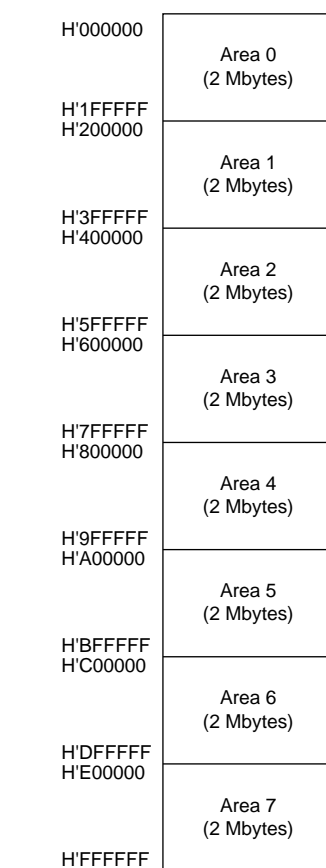 H'000000
Area 0
(2 Mbytes)
H'1FFFFF
H'200000
Area 1
(2 Mbytes)
H'3FFFFF
H'400000
Area 2
(2 Mbytes)
H'5FFFFF
H'600000
Area 3
(2 Mbytes)
H'7FFFFF
H'800000
Area 4
(2 Mbytes)
H'9FFFFF
H'A00000
Area 5
(2 Mbytes)
H'BFFFFF
H'C00000
Area 6
(2 Mbytes)
H'DFFFFF
H'E00000
Area 7
(2 Mbytes)
H'FFFFFF